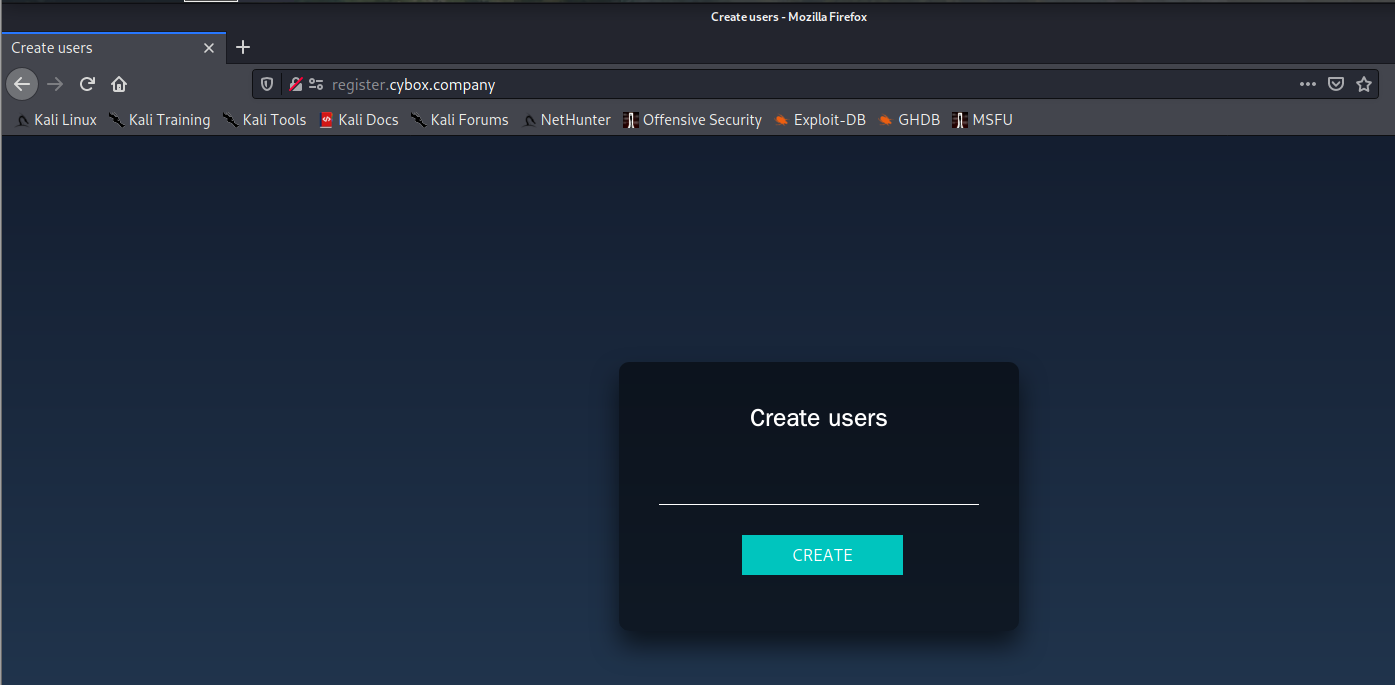 Create users - Mozilla Firefox
Create users
register.cybox.company
Kali Linux Kali Training Kali Tools Kali Docs Kali Forums NetHunter Offensive Security Exploit-DB GHDB MSFU
Create users
CREATE